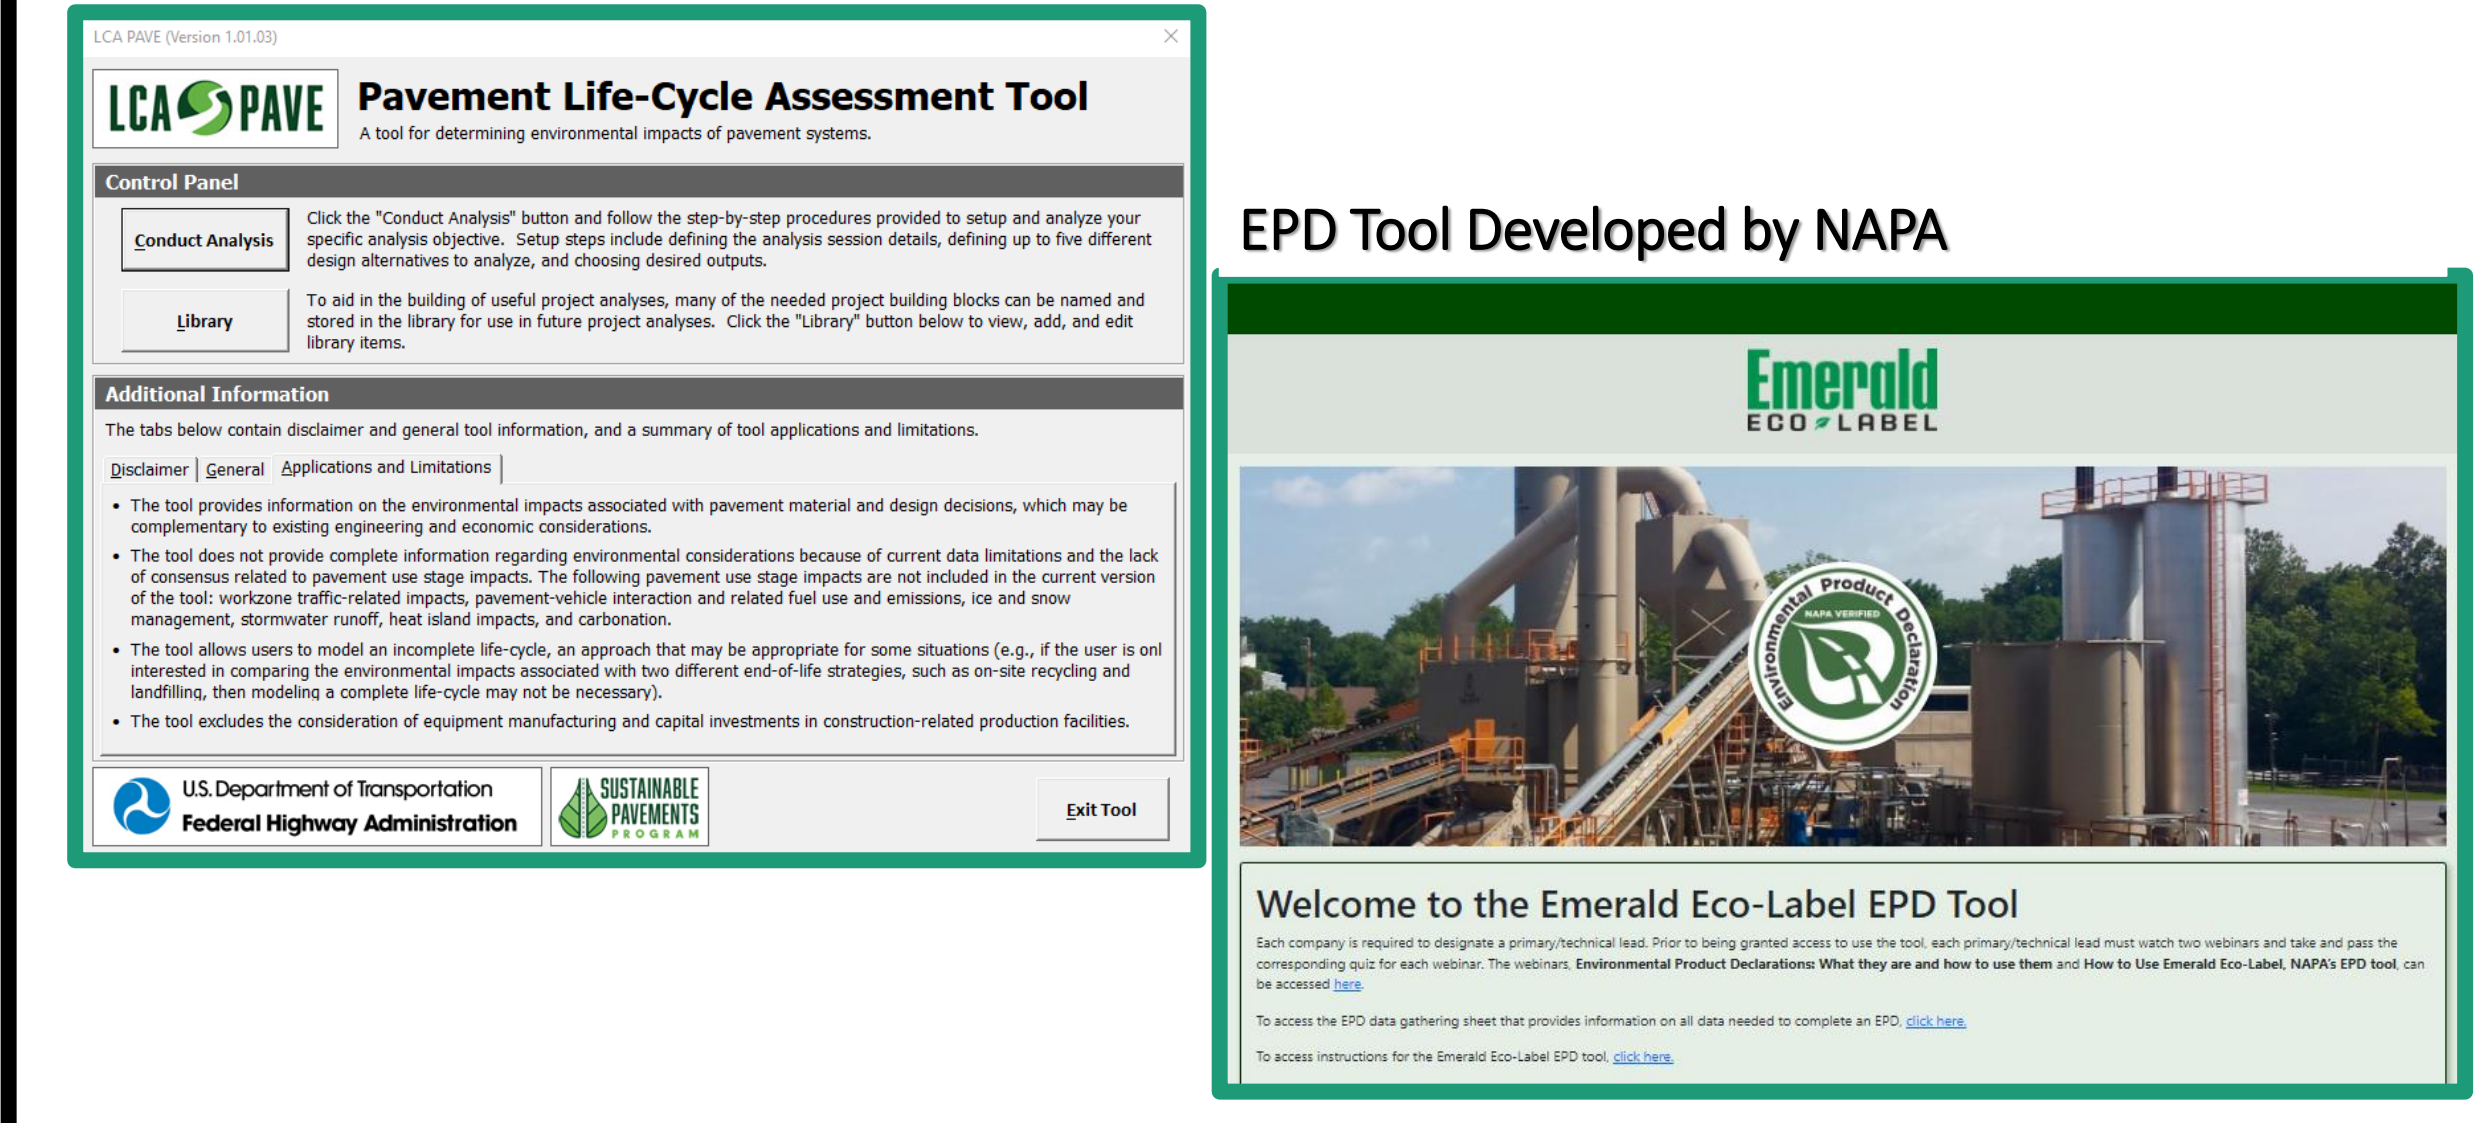 LCA PAVE (Version 1.01.03)
LCA PAVE
Pavement Life-Cycle Assessment Tool
A tool for determining environmental impacts of pavement systems.
Control Panel
Conduct Analysis
Click the "Conduct Analysis" button and follow the step-by-step procedures provided to setup and analyze your
specific analysis objective. Setup steps include defining the analysis session details, defining up to five different
design alternatives to analyze, and choosing desired outputs.
Library
To aid in the building of useful project analyses, many of the needed project building blocks can be named and
stored in the library for use in future project analyses. Click the "Library" button below to view, add, and edit
library items.
Additional Information
The tabs below contain disclaimer and general tool information, and a summary of tool applications and limitations.
Disclaimer General Applications and Limitations
• The tool provides information on the environmental impacts associated with pavement material and design decisions, which may be
complementary to existing engineering and economic considerations.
• The tool does not provide complete information regarding environmental considerations because of current data limitations and the lack
of consensus related to pavement use stage impacts. The following pavement use stage impacts are not included in the current version
of the tool: workzone traffic-related impacts, pavement-vehicle interaction and related fuel use and emissions, ice and snow
management, stormwater runoff, heat island impacts, and carbonation.
• The tool allows users to model an incomplete life-cycle, an approach that may be appropriate for some situations (e.g., if the user is onl
interested in comparing the environmental impacts associated with two different end-of-life strategies, such as on-site recycling and
landfilling, then modeling a complete life-cycle may not be necessary).
• The tool excludes the consideration of equipment manufacturing and capital investments in construction-related production facilities.
U.S. Department of Transportation
Federal Highway Administration
SUSTAINABLE
PAVEMENTS
PROGRAM
Exit Tool
EPD Tool Developed by NAPA
Emerald
ECO LABEL
Environmental Product Declaration
NAPA VERIFIED
Welcome to the Emerald Eco-Label EPD Tool
Each company is required to designate a primary/technical lead. Prior to being granted access to use the tool, each primary/technical lead must watch two webinars and take and pass the
corresponding quiz for each webinar. The webinars, Environmental Product Declarations: What they are and how to use them and How to Use Emerald Eco-Label, NAPA's EPD tool, can
be accessed here.
To access the EPD data gathering sheet that provides information on all data needed to complete an EPD, click here.
To access instructions for the Emerald Eco-Label EPD tool, click here.